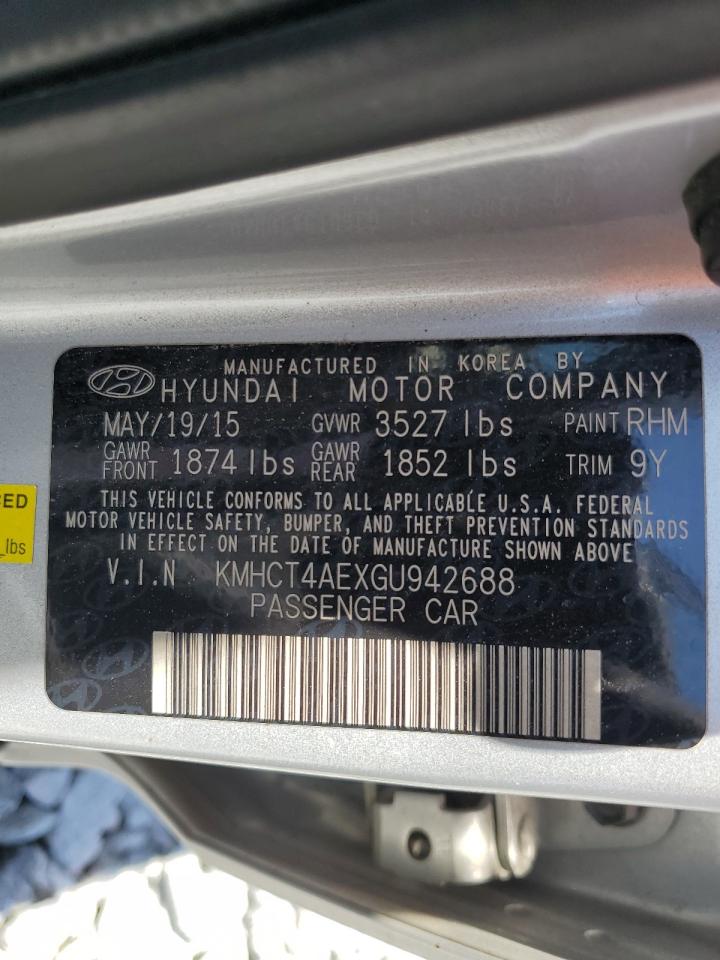 MANUFACTURED IN KOREA BY
HYUNDAI MOTOR COMPANY
MAY/19/15 GVWR 3527 lbs PAINT RHM
GAWR FRONT 1874 lbs GAWR REAR 1852 lbs TRIM 9Y
THIS VEHICLE CONFORMS TO ALL APPLICABLE U.S.A. FEDERAL
MOTOR VEHICLE SAFETY, BUMPER, AND THEFT PREVENTION STANDARDS
IN EFFECT ON THE DATE OF MANUFACTURE SHOWN ABOVE
V.I.N KMHCT4AEXGU942688
PASSENGER CAR
lbs